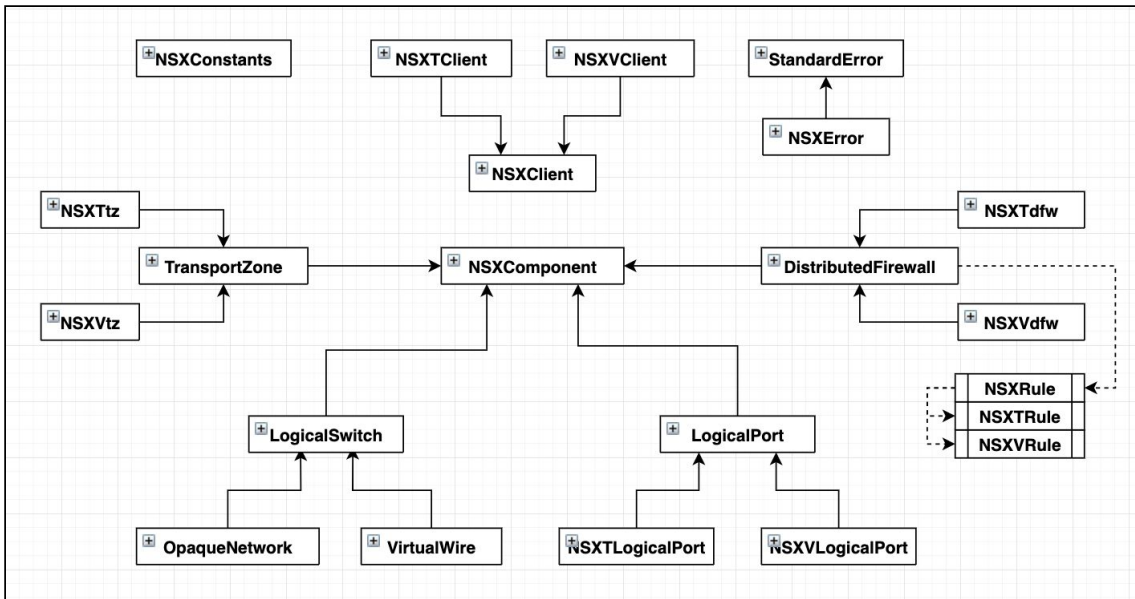 NSXConstants
NSXTClient
NSXVClient
StandardError
NSXError
NSXClient
NSXTtz
NSXTdfw
TransportZone
NSXComponent
DistributedFirewall
NSXVtz
NSXVdfw
NSXRule
NSXTRule
NSXVRule
LogicalSwitch
LogicalPort
OpaqueNetwork
VirtualWire
NSXTLogicalPort
NSXVLogicalPort